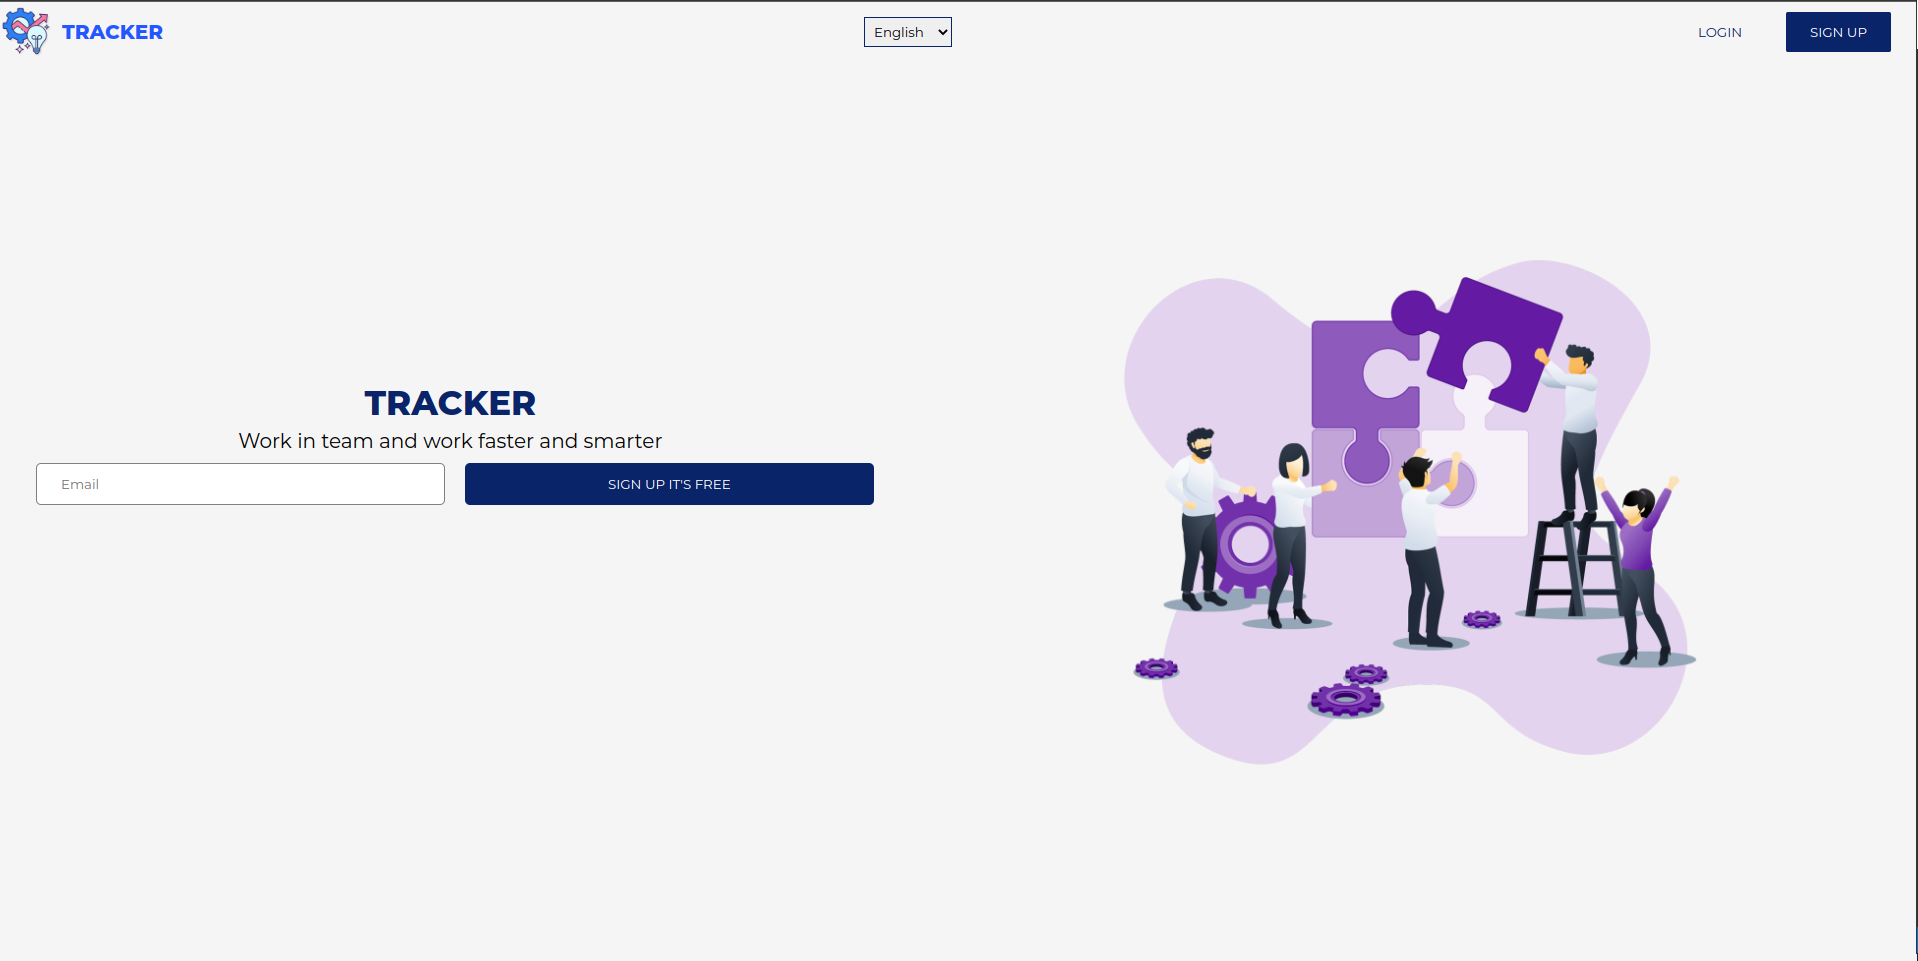 TRACKER
English
LOGIN
SIGN UP
TRACKER
Work in team and work faster and smarter
Email
SIGN UP IT'S FREE